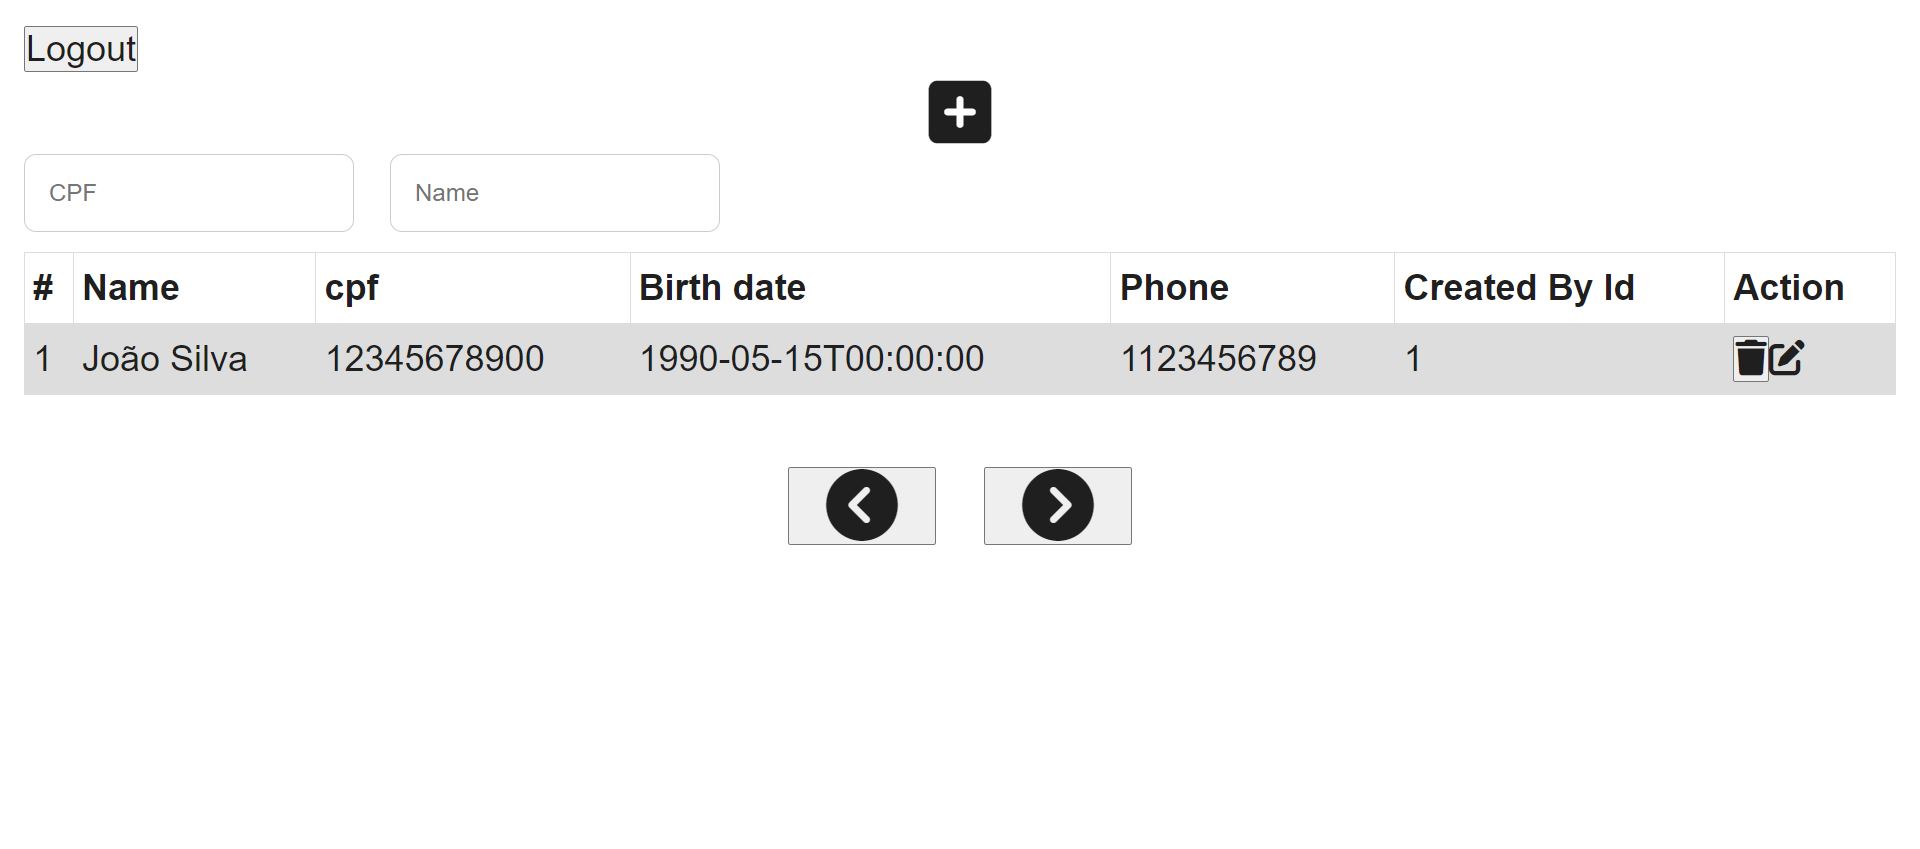 Logout
CPF Name
# Name cpf Birth date Phone Created By Id Action
1 João Silva 12345678900 1990-05-15T00:00:00 1123456789 1